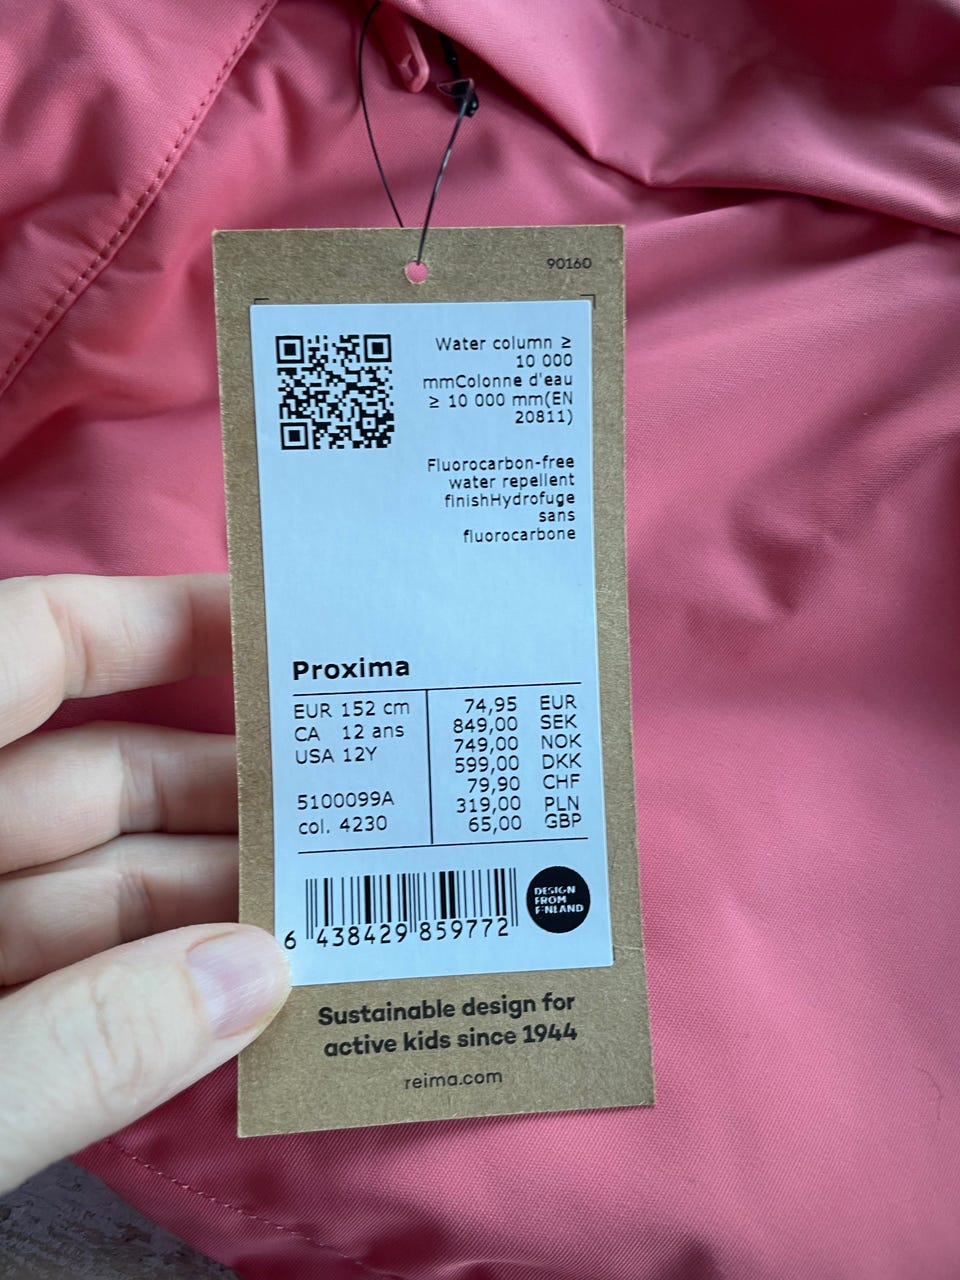 90160
Water column ≥
10 000
mmColonne d'eau
≥ 10 000 mm(EN
20811)
Fluorocarbon-free
water repellent
finishHydrofuge
sans
fluorocarbone
Proxima
EUR 152 cm
CA 12 ans
USA 12Y
5100099A
col. 4230
74,95 EUR
849,00 SEK
749,00 NOK
599,00 DKK
79,90 CHF
319,00 PLN
65,00 GBP
6 438429 859772
DESIGN
FROM
FINLAND
Sustainable design for
active kids since 1944
reima.com